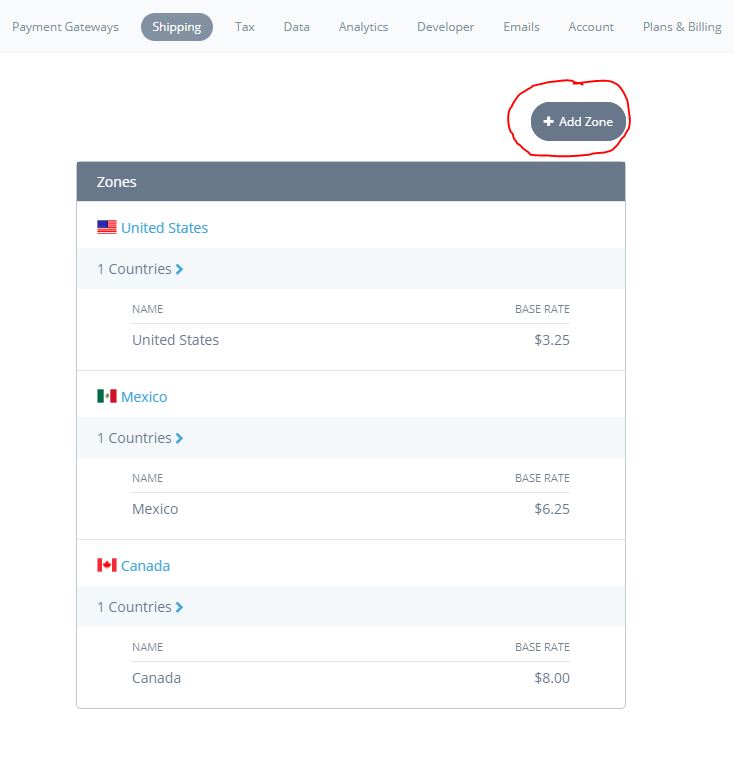 Payment Gateways Shipping Tax Data Analytics Developer Emails Account Plans & Billing
Add Zone
Zones
United States
1 Countries
NAME BASE RATE
United States $3.25
Mexico
1 Countries
NAME BASE RATE
Mexico $6.25
Canada
1 Countries
NAME BASE RATE
Canada $8.00